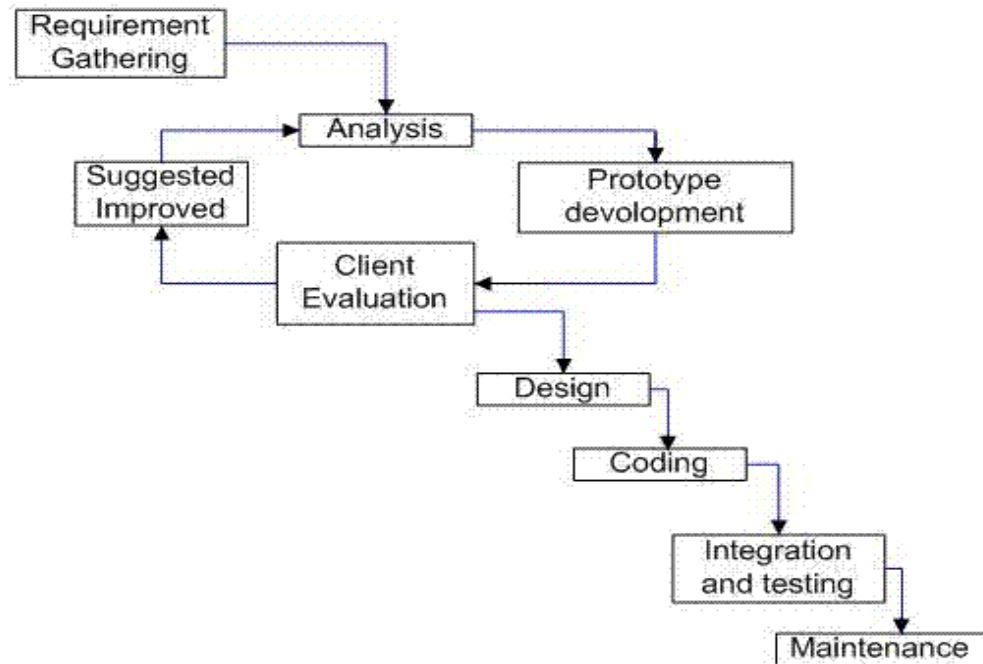 Requirement
Gathering
Analysis
Suggested
Improved
Prototype
devolopment
Client
Evaluation
Design
Coding
Integration
and testing
Maintenance